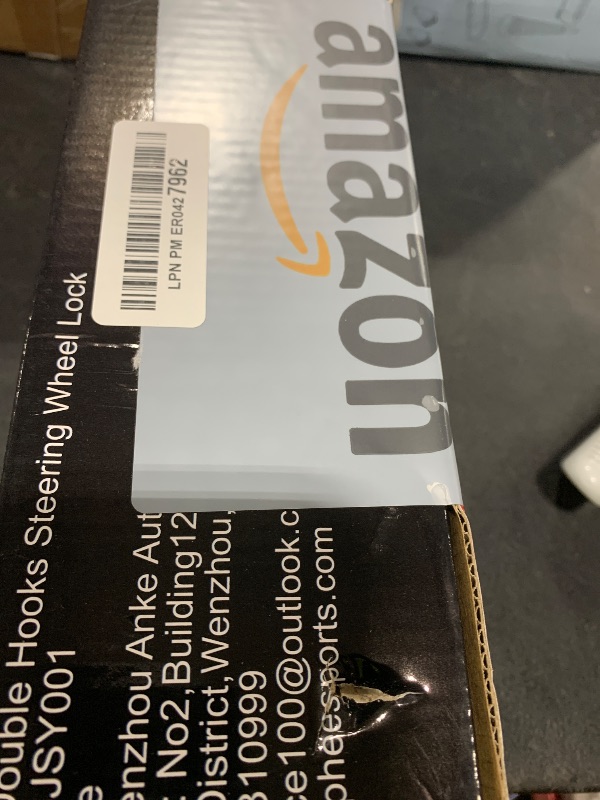 amazon
LPN PM ER0427962
Double Hooks Steering Wheel Lock
JSY001
enzhou Anke Aut
No2,Building12
District,Wenzhou,
310999
ce100@outlook.c
pheesports.com